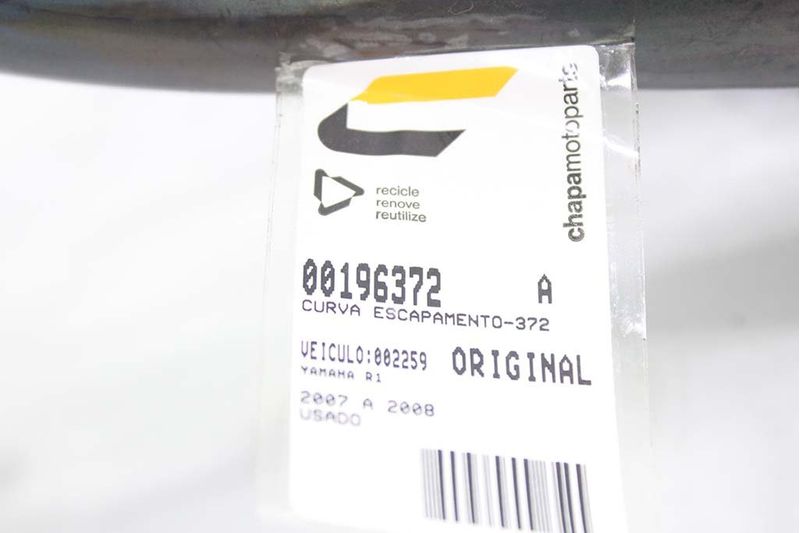 chapamotoparts
recicle
renove
reutilize
00196372 A
CURVA ESCAPAMENTO-372
VEICULO:002259 ORIGINAL
YAMAHA R1
2007 A 2008
USADO